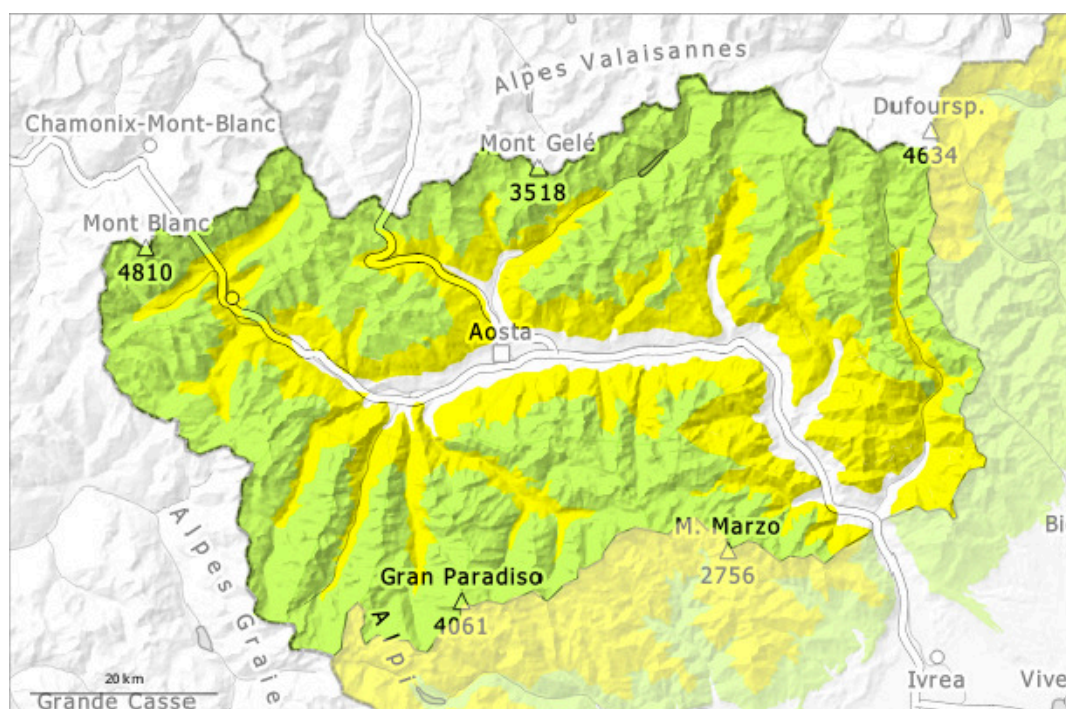 Alpes Valaisannes
Chamonix-Mont-Blanc
Dufoursp.
4634
Mont Gelé
3518
Mont Blanc
4810
Aosta
M. Marzo
2756
Gran Paradiso
4061
Alpes Graies
Alpi
20 km
Grande Casse
Ivrea
Vive
Bi